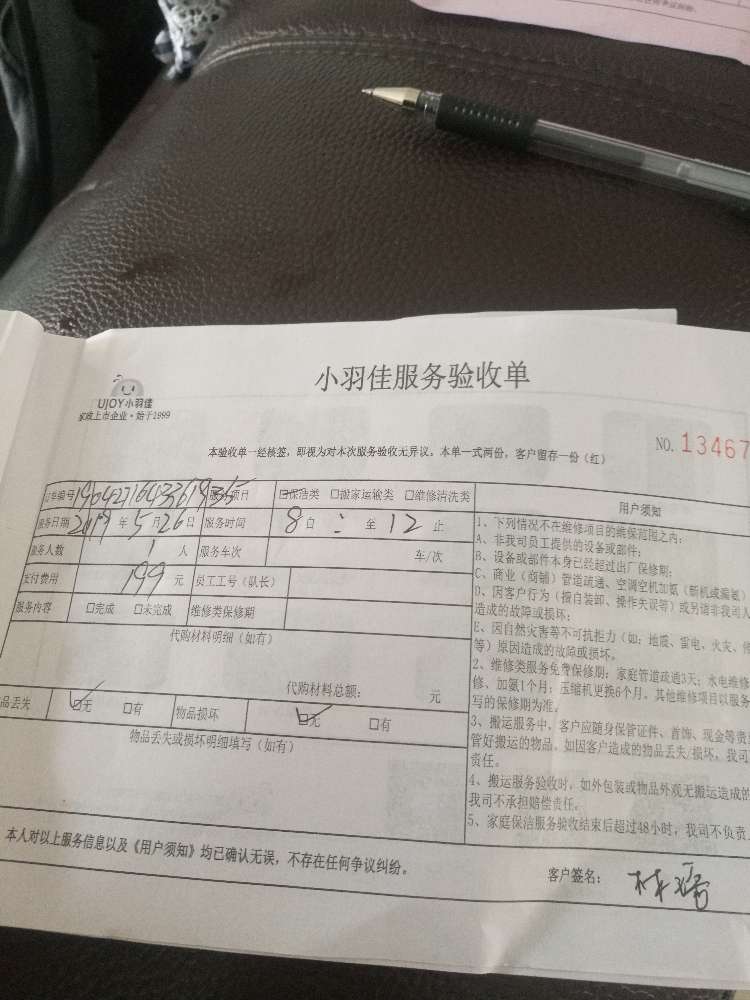 小羽佳服务验收单
UJOY小羽佳
家政上市企业·始于1999
本验收单一经核签,即视为对本次服务验收无异议。本单一式两份,客户留存一份(红)
NO. 13467
订单编号 服务项目 ☑保洁类 □搬家运输类 □维修清洗类
服务日期 2019 年 5 月 26 日 服务时间 8 自 : 至 12 止
服务人数 1 人 服务车次 车/次
支付费用 199 元 员工工号(队长)
服务内容 □完成 □未完成 维修类保修期
代购材料明细(如有)
代购材料总额: 元
品丢失 ☑无 □有 物品损坏 ☑无 □有
物品丢失或损坏明细填写(如有)
用户须知
1、下列情况不在维修项目的维保范围之内:
A、非我司员工提供的设备或部件;
B、设备或部件本身已经超过出厂保修期;
C、商业(商铺)管道疏通、空调空机加氟(新机或漏氟)
D、因客户行为(擅自装卸、操作失误等)或另请非我司人
造成的故障或损坏;
E、因自然灾害等不可抗拒力(如:地震、雷电、火灾、
等)原因造成的故障或损坏。
2、维修类服务免费保修期:家庭管道疏通3天;水电维修
修、加氟1个月;压缩机更换6个月。其他维修项目以服务
写的保修期为准。
3、搬运服务中,客户应随身保管证件、首饰、现金等贵
管好搬运的物品。如因客户造成的物品丢失/损坏,我司
责任。
4、搬运服务验收时,如外包装或物品外观无搬运造成的
我司不承担赔偿责任。
5、家庭保洁服务验收结束后超过48小时,我司不负责
本人对以上服务信息以及《用户须知》均已确认无误,不存在任何争议纠纷。
客户签名: